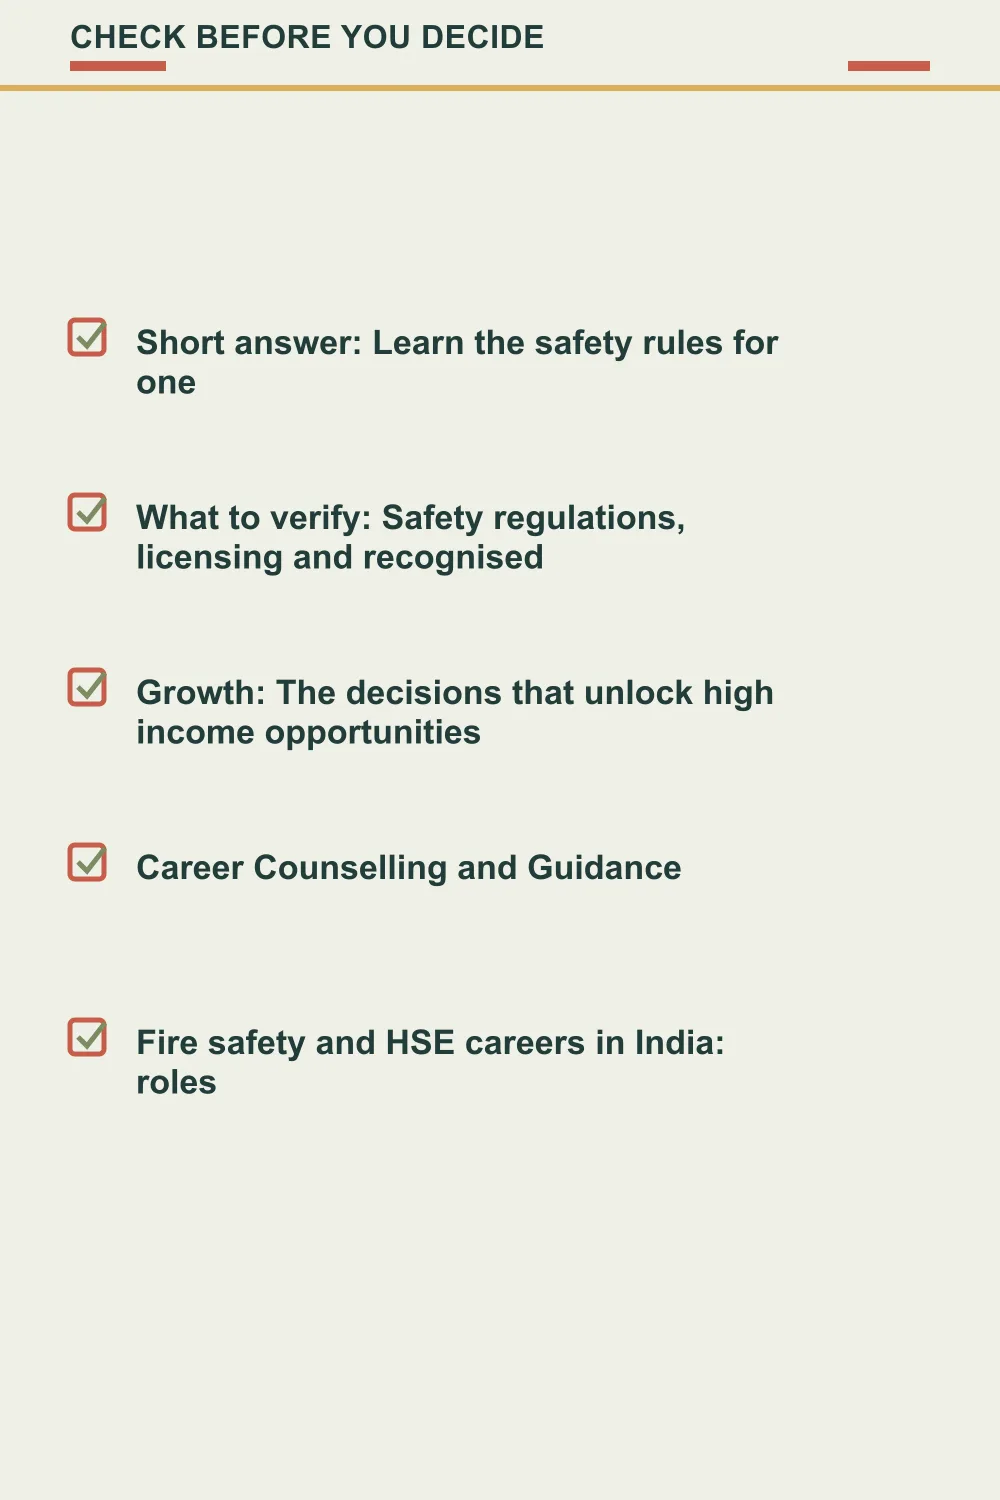 CHECK BEFORE YOU DECIDE
Short answer: Learn the safety rules for
one
What to verify: Safety regulations,
licensing and recognised
Growth: The decisions that unlock high
income opportunities
Career Counselling and Guidance
Fire safety and HSE careers in India:
roles